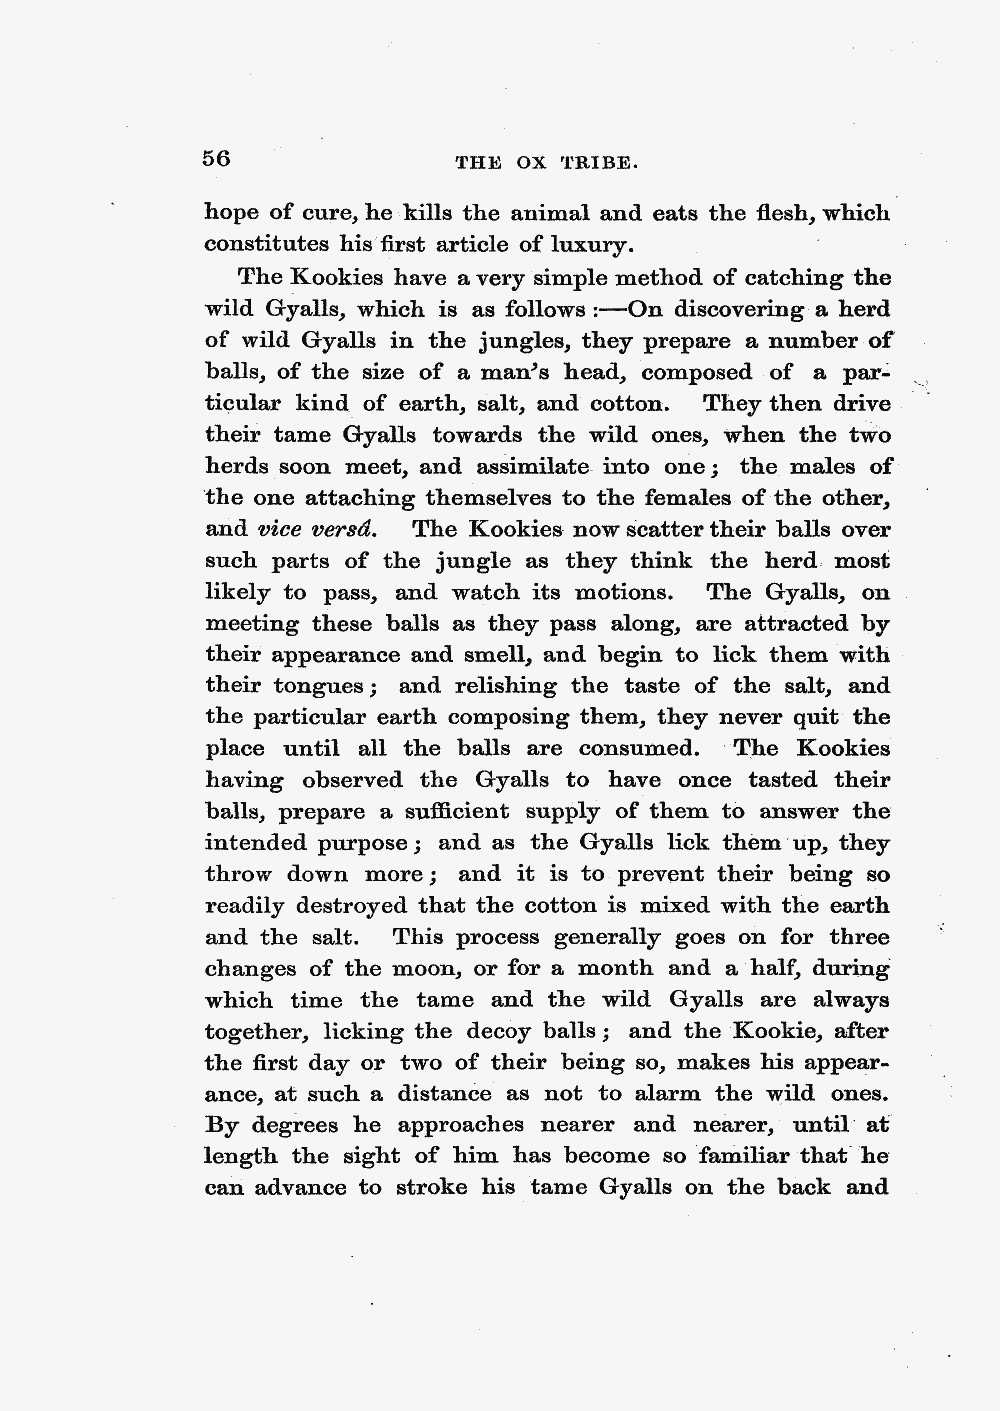 56
THE OX TRIBE.
hope of cure, he kills the animal and eats the flesh, which
constitutes his first article of luxury.
The Kookies have a very simple method of catching the
wild Gyalls, which is as follows :—On discovering a herd
of wild Gyalls in the jungles, they prepare a number of
balls, of the size of a man's head, composed of a par-
ticular kind of earth, salt, and cotton. They then drive
their tame Gyalls towards the wild ones, when the two
herds soon meet, and assimilate into one; the males of
the one attaching themselves to the females of the other,
and vice versâ. The Kookies now scatter their balls over
such parts of the jungle as they think the herd most
likely to pass, and watch its motions. The Gyalls, on
meeting these balls as they pass along, are attracted by
their appearance and smell, and begin to lick them with
their tongues; and relishing the taste of the salt, and
the particular earth composing them, they never quit the
place until all the balls are consumed. The Kookies
having observed the Gyalls to have once tasted their
balls, prepare a sufficient supply of them to answer the
intended purpose; and as the Gyalls lick them up, they
throw down more; and it is to prevent their being so
readily destroyed that the cotton is mixed with the earth
and the salt. This process generally goes on for three
changes of the moon, or for a month and a half, during
which time the tame and the wild Gyalls are always
together, licking the decoy balls; and the Kookie, after
the first day or two of their being so, makes his appear-
ance, at such a distance as not to alarm the wild ones.
By degrees he approaches nearer and nearer, until at
length the sight of him has become so familiar that he
can advance to stroke his tame Gyalls on the back and